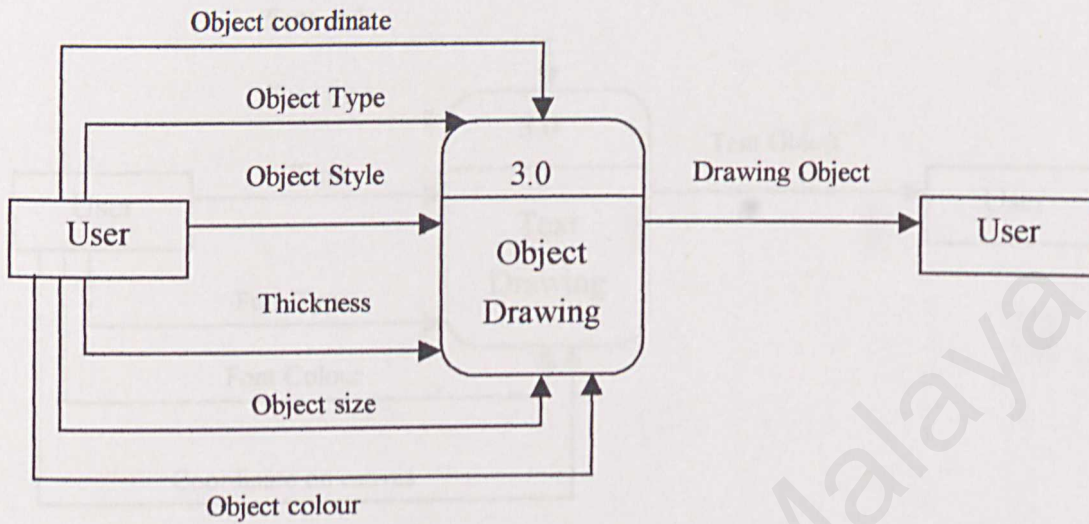 Object coordinate
Object Type
Object Style
User
Thickness
Object size
Object colour
3.0
Object
Drawing
Drawing Object
User
Malaya